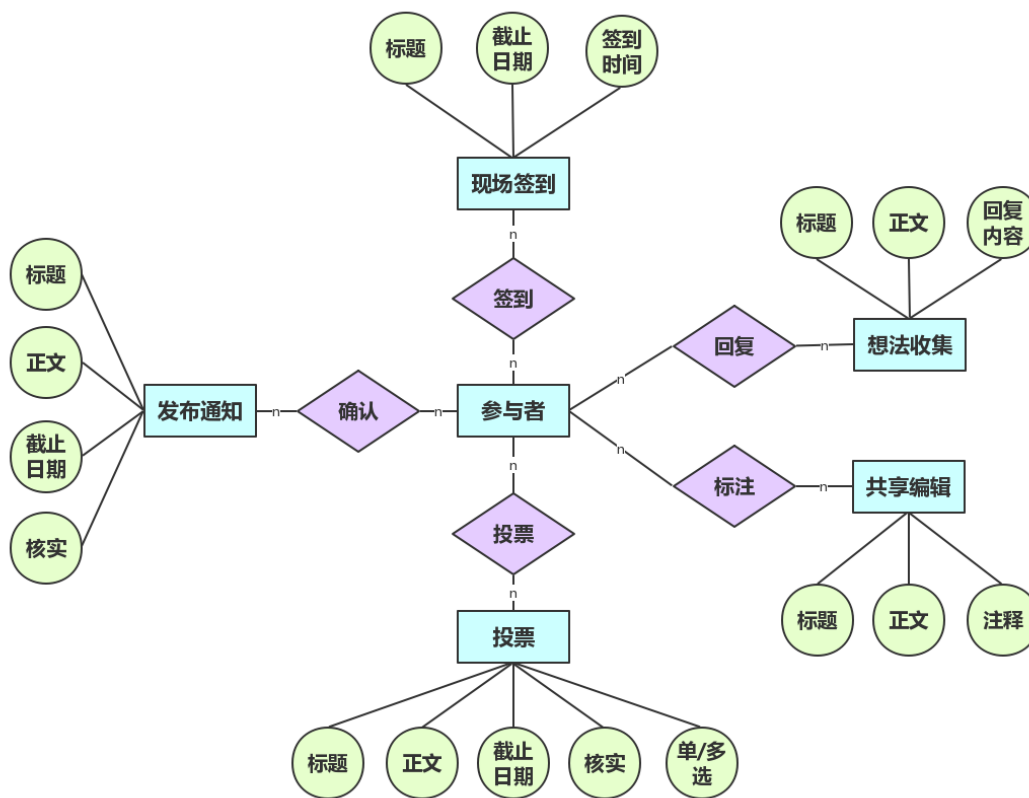 标题
截止
日期
签到
时间
现场签到
n
签到
n
标题
正文
回复
内容
回复
n
n
想法收集
标题
正文
截止
日期
核实
发布通知
n
确认
n
参与者
n
标注
n
共享编辑
标题
正文
注释
n
投票
n
投票
标题
正文
截止
日期
核实
单/多
选